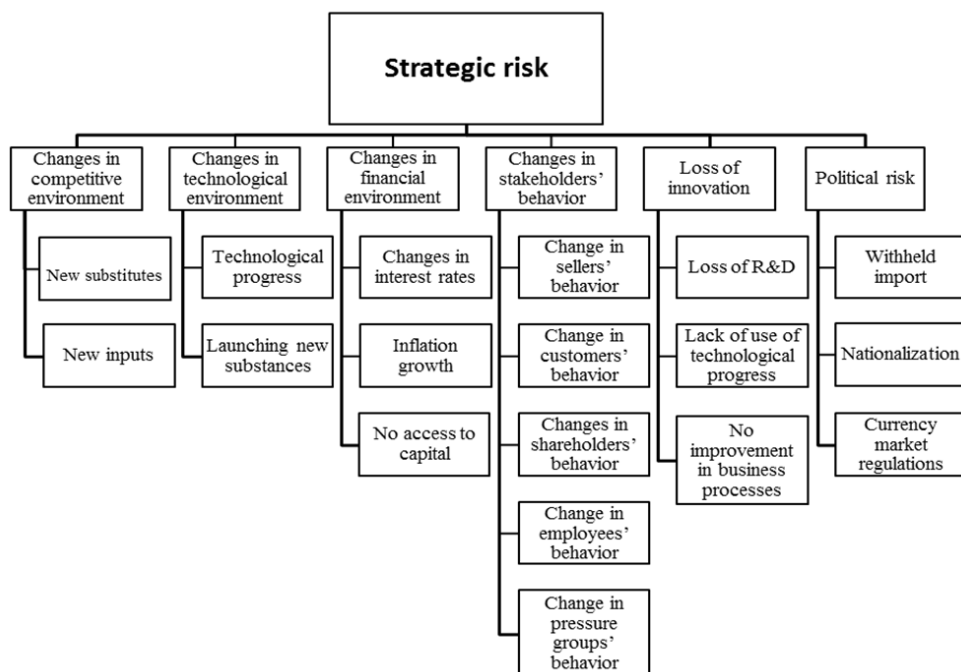 Strategic risk
Changes in
competitive
environment
New substitutes
New inputs
Changes in
technological
environment
Technological
progress
Launching new
substances
Changes in
financial
environment
Changes in
interest rates
Inflation
growth
No access to
capital
Changes in
stakeholders’
behavior
Change in
sellers’
behavior
Change in
customers’
behavior
Changes in
shareholders’
behavior
Change in
employees’
behavior
Change in
pressure
groups’
behavior
Loss of
innovation
Loss of R&D
Lack of use of
technological
progress
No
improvement
in business
processes
Political risk
Withheld
import
Nationalization
Currency
market
regulations